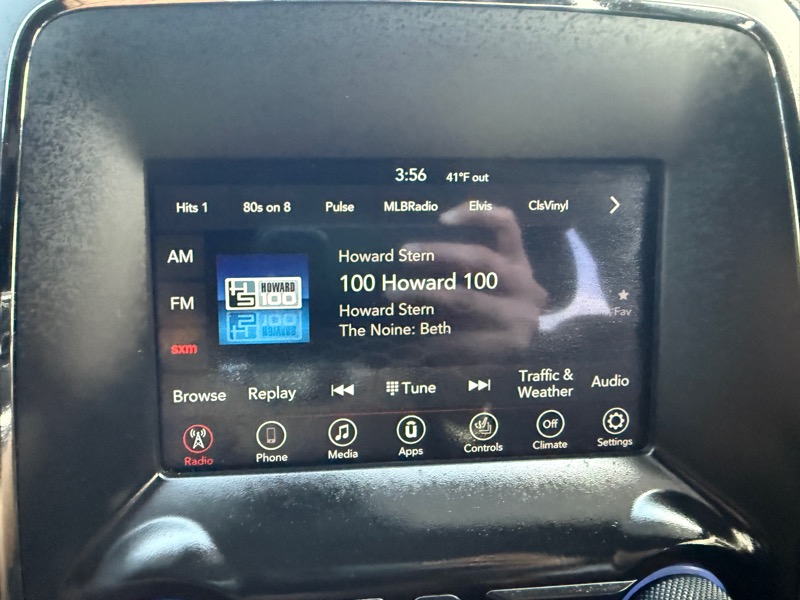 3:56 41°F out
Hits 1 80s on 8 Pulse MLBRadio Elvis ClsVinyl
AM
FM
sxm
HS HOWARD 100
Howard Stern
100 Howard 100
Howard Stern
The Noine: Beth
Fav
Browse Replay Tune Traffic & Weather Audio
Radio Phone Media Apps Controls Off Climate Settings